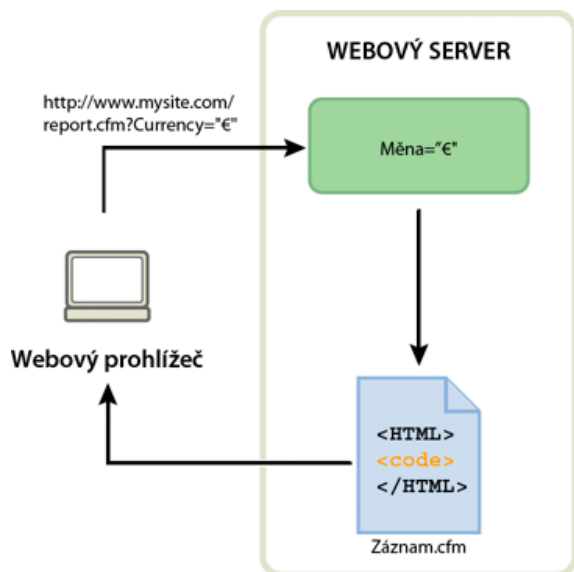 WEBOVÝ SERVER
http://www.mysite.com/
report.cfm?Currency="€"
Měna="€"
Webový prohlížeč
<HTML>
<code>
</HTML>
Záznam.cfm